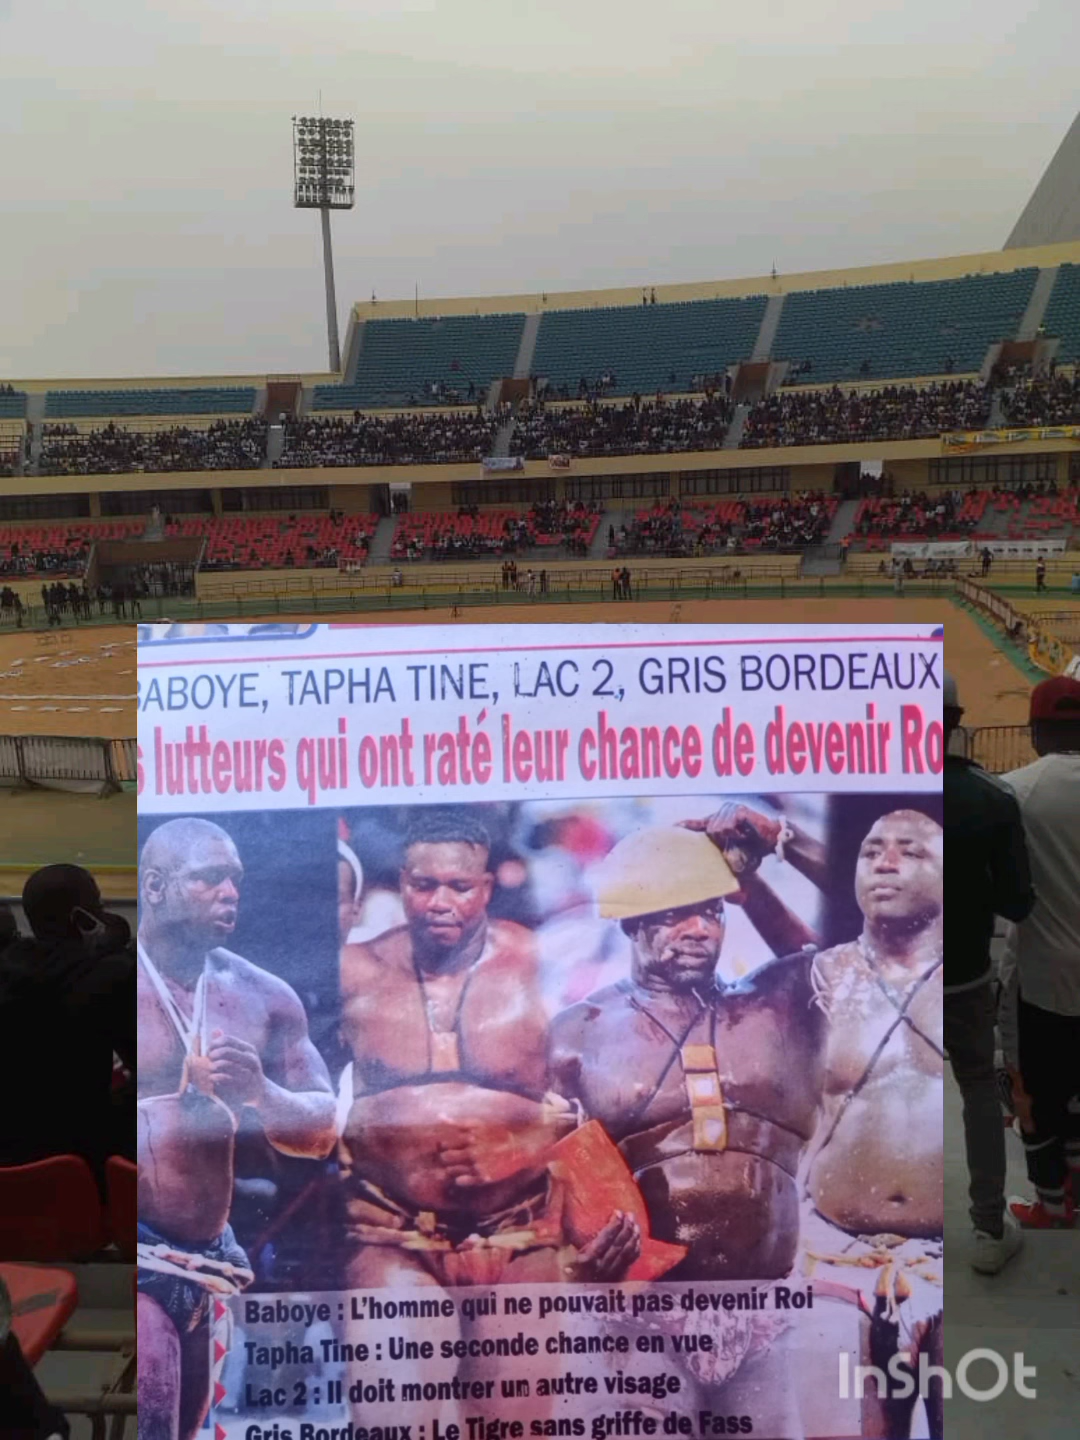 BABOYE, TAPHA TINE, LAC 2, GRIS BORDEAUX
lutteurs qui ont raté leur chance de devenir Ro
Baboye : L'homme qui ne pouvait pas devenir Roi
Tapha Tine : Une seconde chance en vue
Lac 2 : Il doit montrer un autre visage
Gris Bordeaux : Le Tigre sans griffe de Fass
InShOt